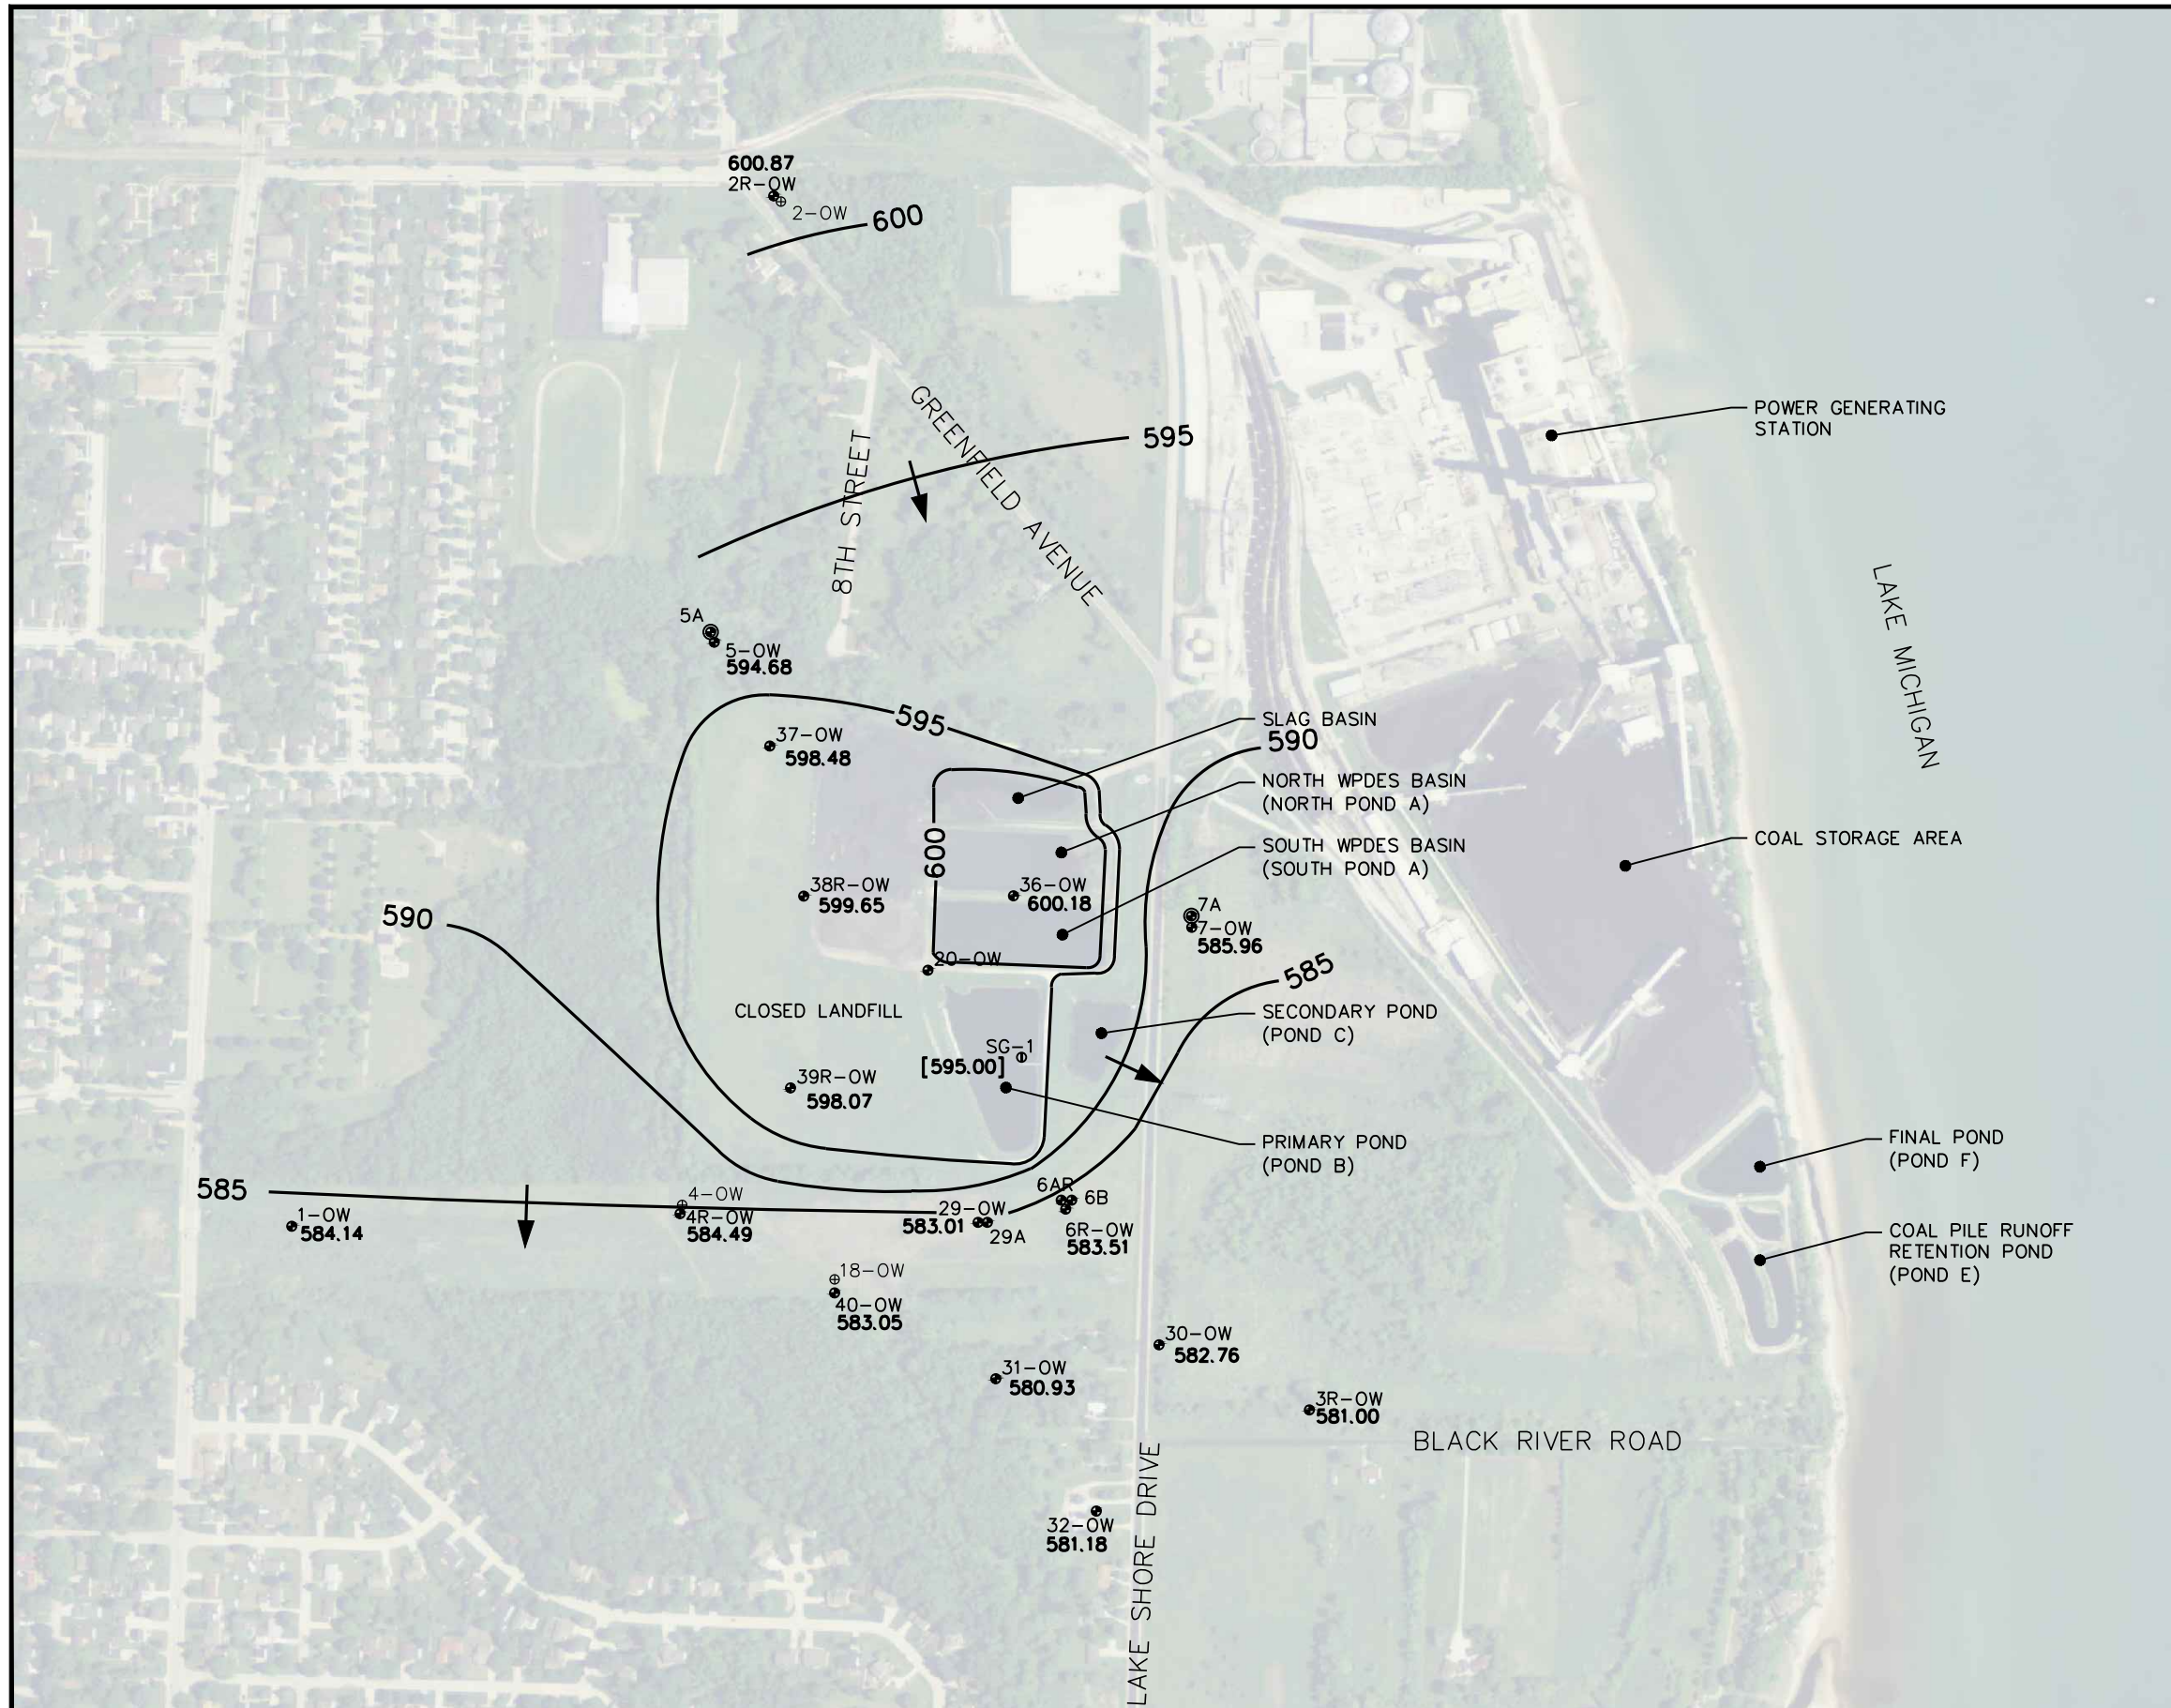 600.87
2R-OW
2-OW
600
POWER GENERATING
STATION
GREENFIELD AVENUE
8TH STREET
595
LAKE MICHIGAN
5A
5-OW
594.68
595
SLAG BASIN
590
37-OW
598.48
NORTH WPDES BASIN
(NORTH POND A)
SOUTH WPDES BASIN
(SOUTH POND A)
COAL STORAGE AREA
600
38R-OW
599.65
36-OW
600.18
7A
7-OW
585.96
590
20-OW
585
CLOSED LANDFILL
SECONDARY POND
(POND C)
SG-1
[595.00]
39R-OW
598.07
PRIMARY POND
(POND B)
FINAL POND
(POND F)
585
4-OW
4R-OW
584.49
1-OW
584.14
29-OW
583.01
29A
6AR
6B
6R-OW
583.51
COAL PILE RUNOFF
RETENTION POND
(POND E)
18-OW
40-OW
583.05
30-OW
582.76
31-OW
580.93
3R-OW
581.00
BLACK RIVER ROAD
32-OW
581.18
LAKE SHORE DRIVE